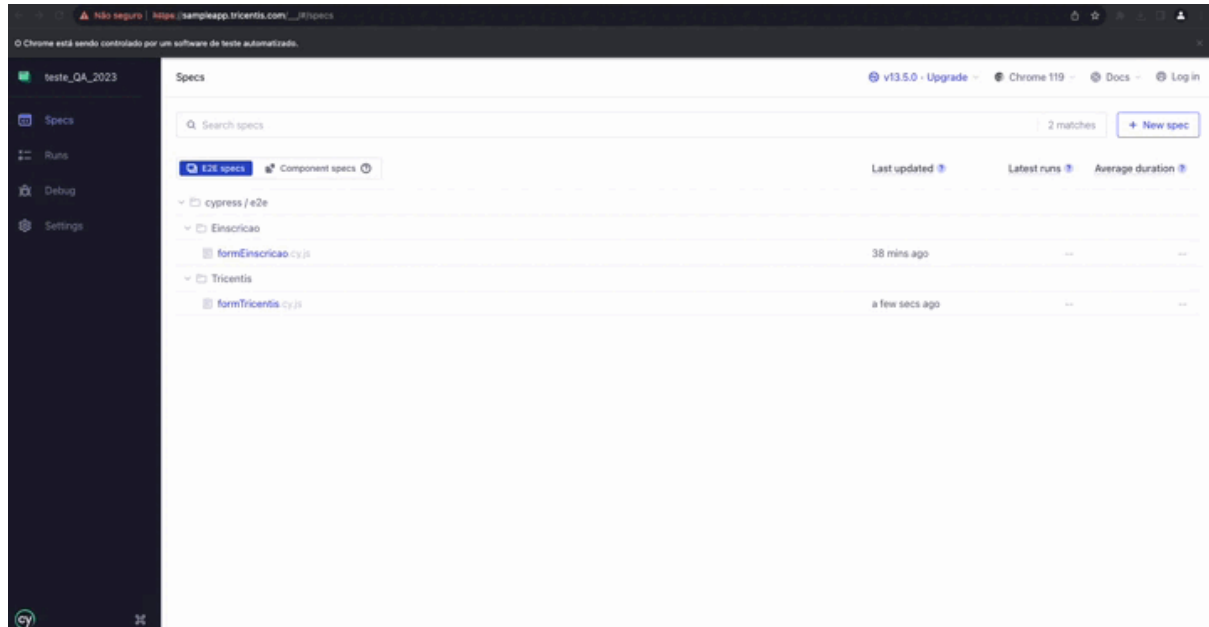 Não seguro | https://sampleapp.tricentis.com/__/#/specs
O Chrome está sendo controlado por um software de teste automatizado.
teste_QA_2023
Specs
Runs
Debug
Settings
cy
Specs
v13.5.0 · Upgrade
Chrome 119
Docs
Log in
Search specs
2 matches
+ New spec
E2E specs
Component specs
Last updated
Latest runs
Average duration
cypress / e2e
Einscricao
formEinscricao.cy.js
38 mins ago
--
--
Tricentis
formTricentis.cy.js
a few secs ago
--
--